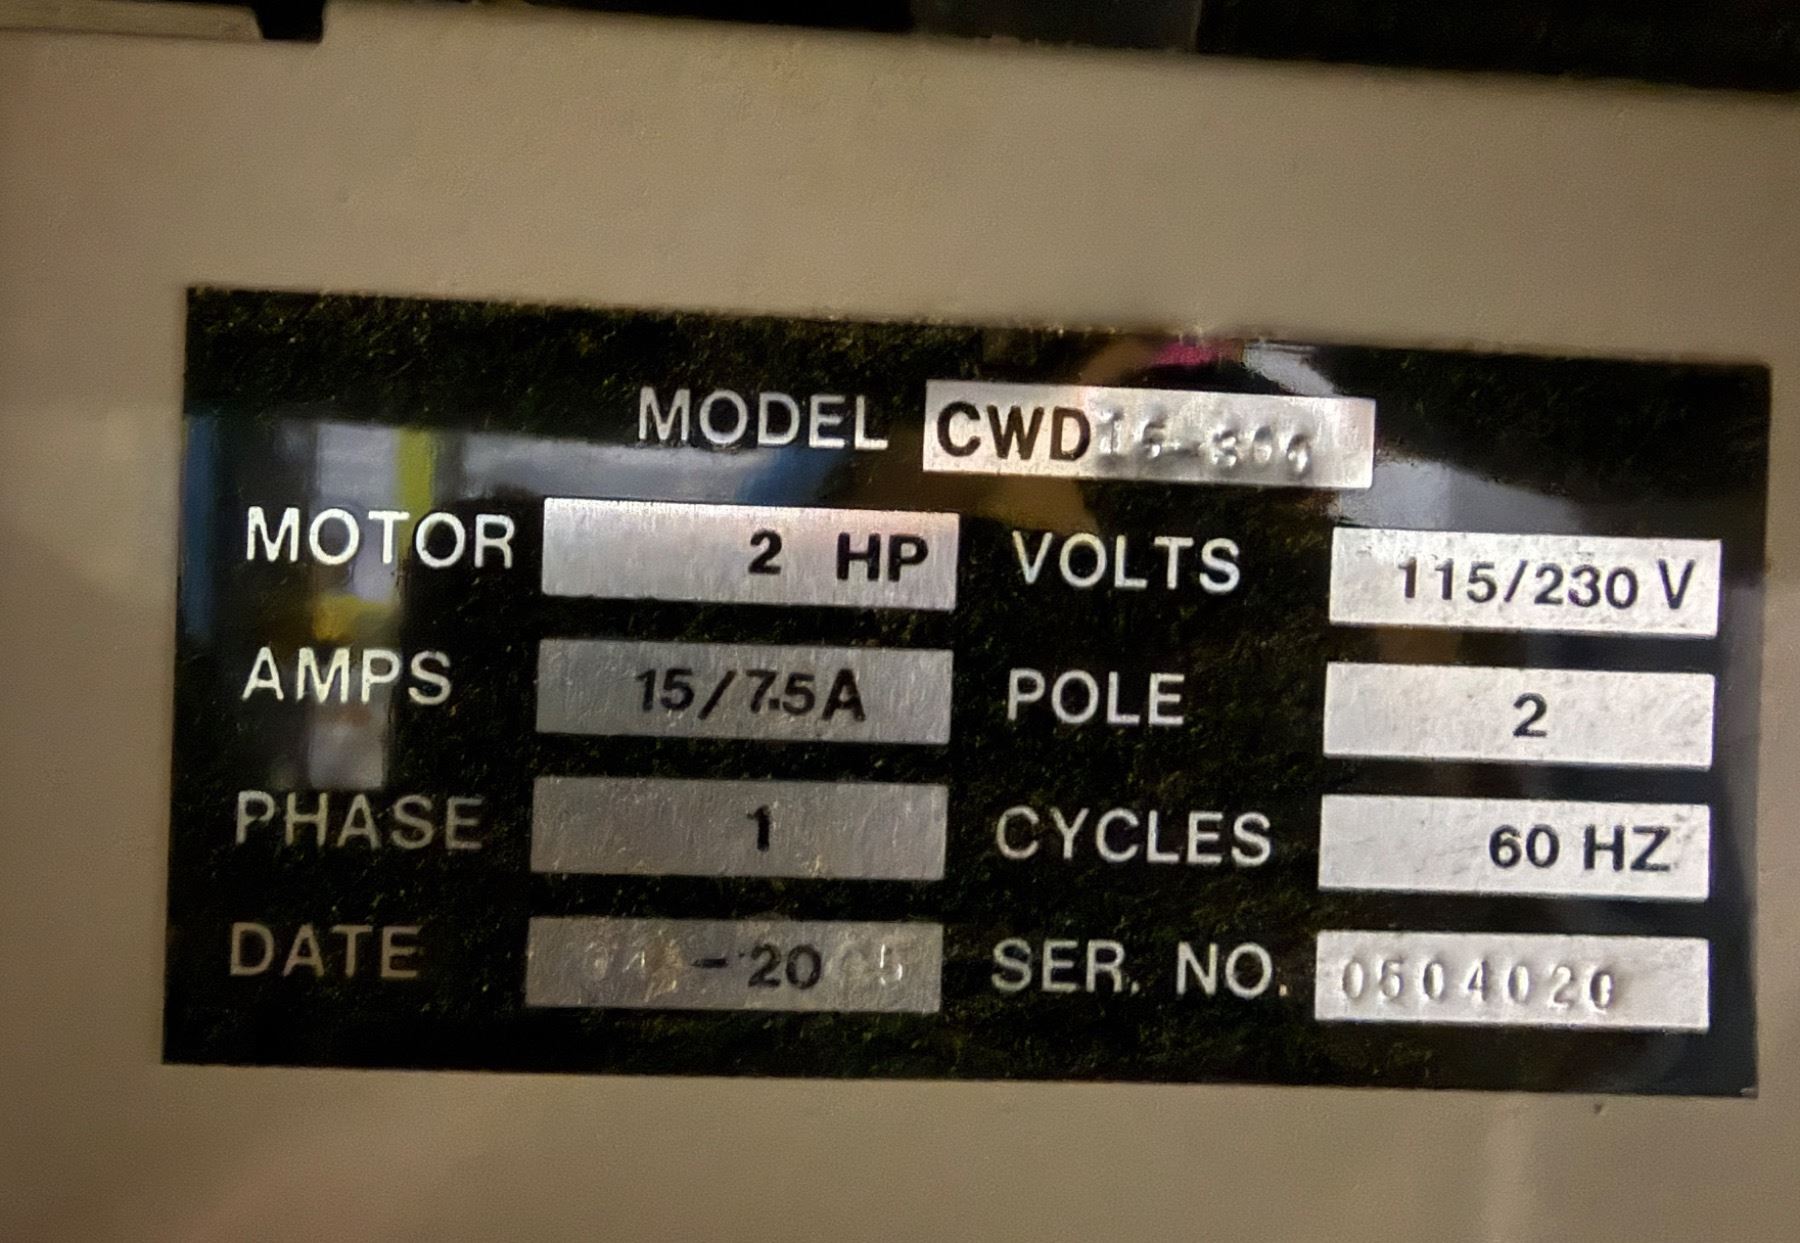 MODEL CWD
MOTOR 2 HP VOLTS 115/230 V
AMPS 15/7.5A POLE 2
PHASE 1 CYCLES 60 HZ
DATE -20 SER. NO. 0504020